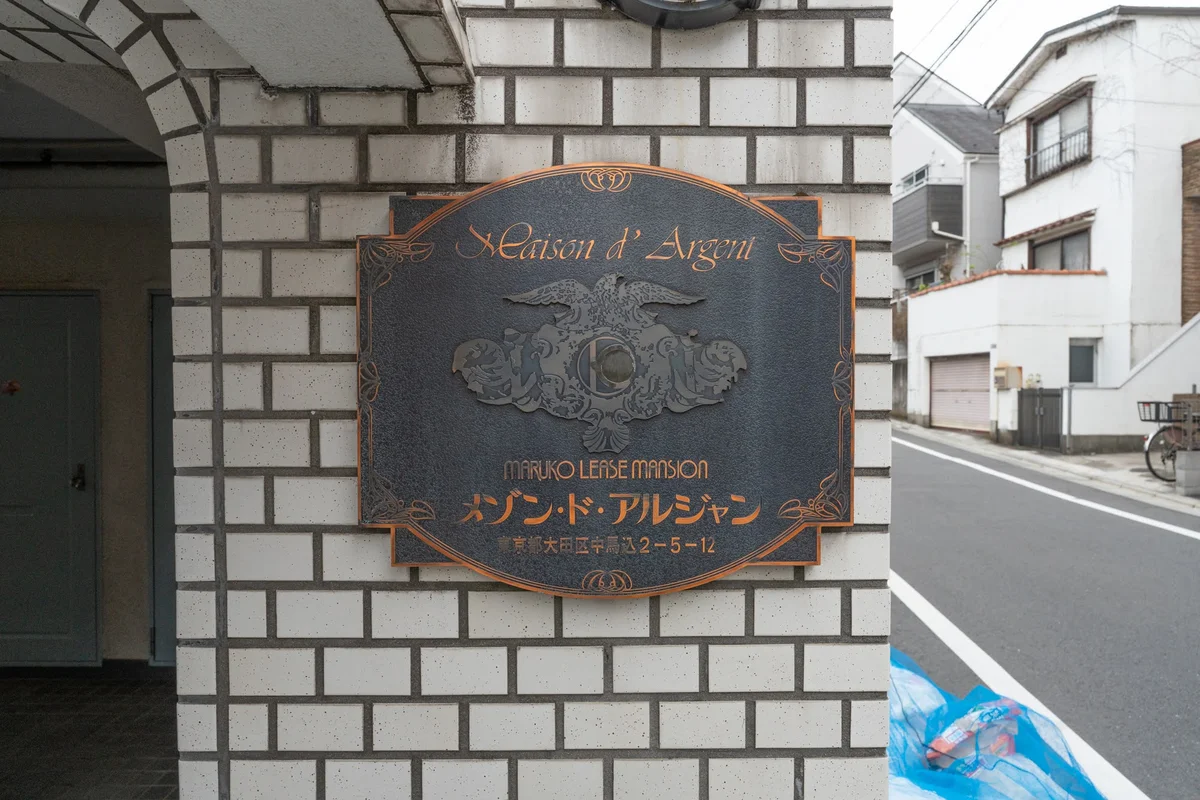 Maison d' Argent
MARUKO LEASE MANSION
メゾン・ド・アルジャン
東京都大田区中馬込2-5-12